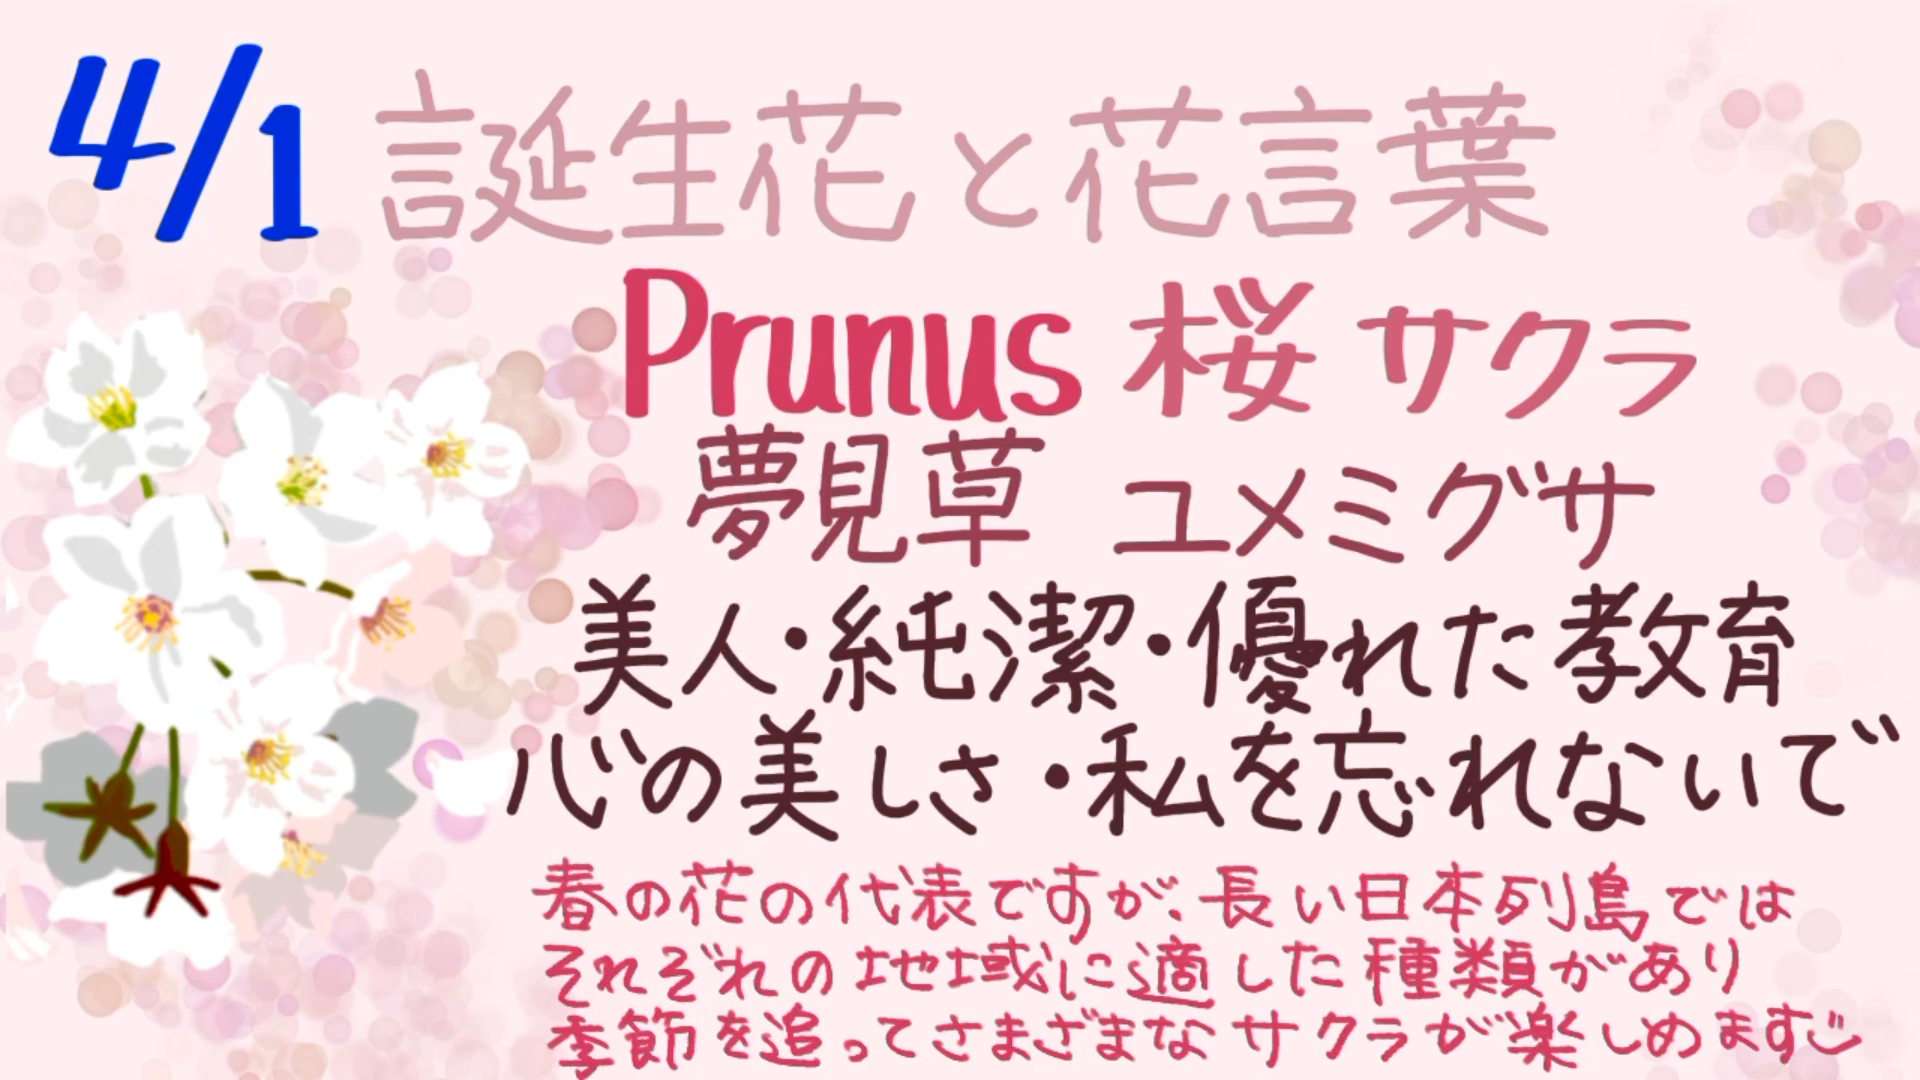 4/1 誕生花と花言葉
Prunus 桜 サクラ
夢見草 ユメミグサ
美人・純潔・優れた教育
心の美しさ・私を忘れないで
春の花の代表ですが、長い日本列島では
それぞれの地域に適した種類があり
季節を追ってさまざまなサクラが楽しめます